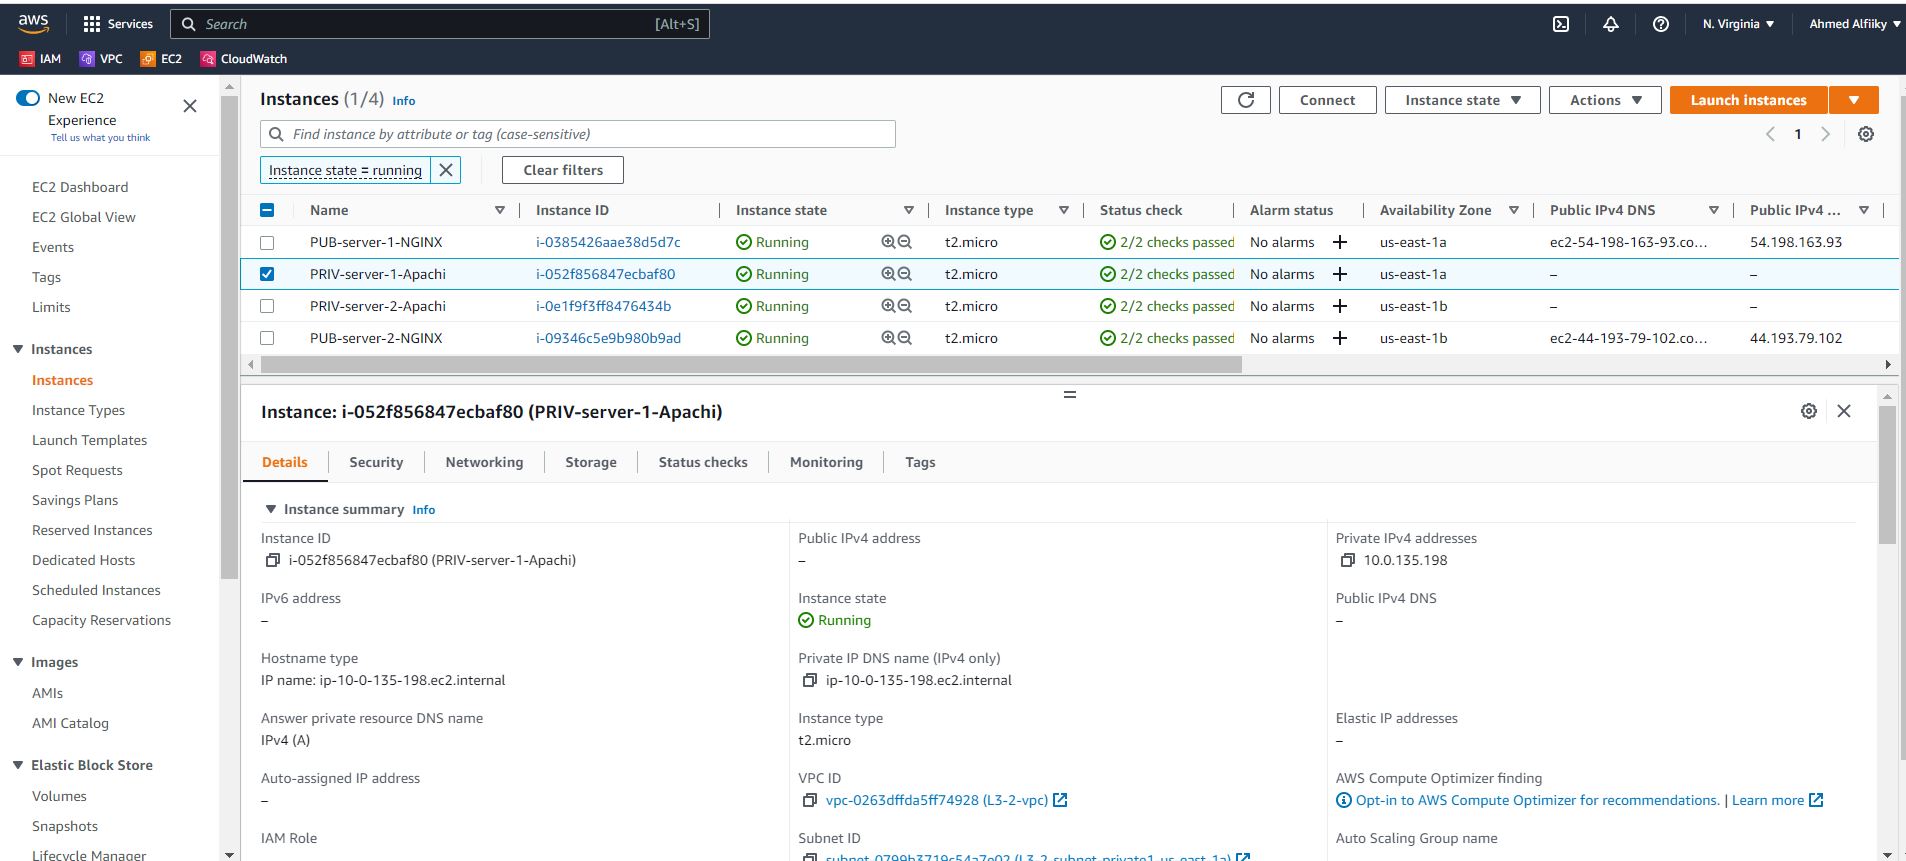 aws
Services
Search
[Alt+S]
N. Virginia
Ahmed Alfiiky
IAM
VPC
EC2
CloudWatch
New EC2
Experience
Tell us what you think
EC2 Dashboard
EC2 Global View
Events
Tags
Limits
Instances
Instances
Instance Types
Launch Templates
Spot Requests
Savings Plans
Reserved Instances
Dedicated Hosts
Scheduled Instances
Capacity Reservations
Images
AMIs
AMI Catalog
Elastic Block Store
Volumes
Snapshots
Lifecycle Manager
Instances (1/4) Info
Connect
Instance state
Actions
Launch instances
Find instance by attribute or tag (case-sensitive)
1
Instance state = running
Clear filters
Name Instance ID Instance state Instance type Status check Alarm status Availability Zone Public IPv4 DNS Public IPv4 ...
PUB-server-1-NGINX i-0385426aae38d5d7c Running t2.micro 2/2 checks passed No alarms + us-east-1a ec2-54-198-163-93.co... 54.198.163.93
PRIV-server-1-Apachi i-052f856847ecbaf80 Running t2.micro 2/2 checks passed No alarms + us-east-1a – –
PRIV-server-2-Apachi i-0e1f9f3ff8476434b Running t2.micro 2/2 checks passed No alarms + us-east-1b – –
PUB-server-2-NGINX i-09346c5e9b980b9ad Running t2.micro 2/2 checks passed No alarms + us-east-1b ec2-44-193-79-102.co... 44.193.79.102
Instance: i-052f856847ecbaf80 (PRIV-server-1-Apachi)
Details Security Networking Storage Status checks Monitoring Tags
Instance summary Info
Instance ID
i-052f856847ecbaf80 (PRIV-server-1-Apachi)
Public IPv4 address
–
Private IPv4 addresses
10.0.135.198
IPv6 address
–
Instance state
Running
Public IPv4 DNS
–
Hostname type
IP name: ip-10-0-135-198.ec2.internal
Private IP DNS name (IPv4 only)
ip-10-0-135-198.ec2.internal
Answer private resource DNS name
IPv4 (A)
Instance type
t2.micro
Elastic IP addresses
–
Auto-assigned IP address
–
VPC ID
vpc-0263dffda5ff74928 (L3-2-vpc)
AWS Compute Optimizer finding
Opt-in to AWS Compute Optimizer for recommendations. | Learn more
IAM Role
Subnet ID
subnet-0799b3719c54a7e02 (L3-2-subnet-private1-us-east-1a)
Auto Scaling Group name